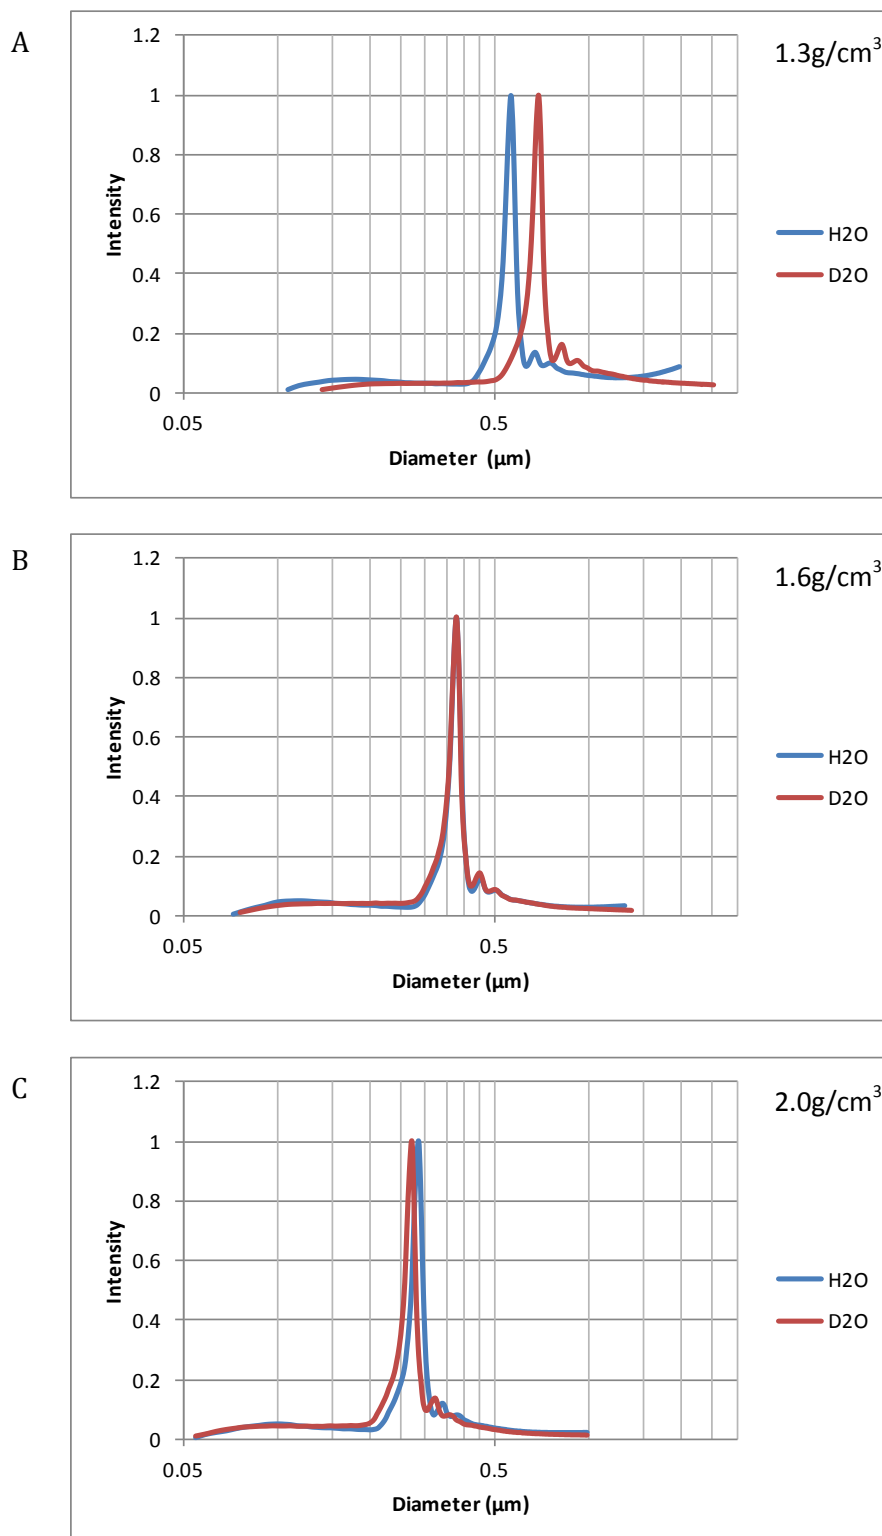 A
1.3g/cm³
1.2
1
0.8
0.6
0.4
0.2
0
Intensity
0.05
0.5
Diameter (µm)
H2O
D2O
B
1.6g/cm³
1.2
1
0.8
0.6
0.4
0.2
0
Intensity
0.05
0.5
Diameter (µm)
H2O
D2O
C
2.0g/cm³
1.2
1
0.8
0.6
0.4
0.2
0
Intensity
0.05
0.5
Diameter (µm)
H2O
D2O